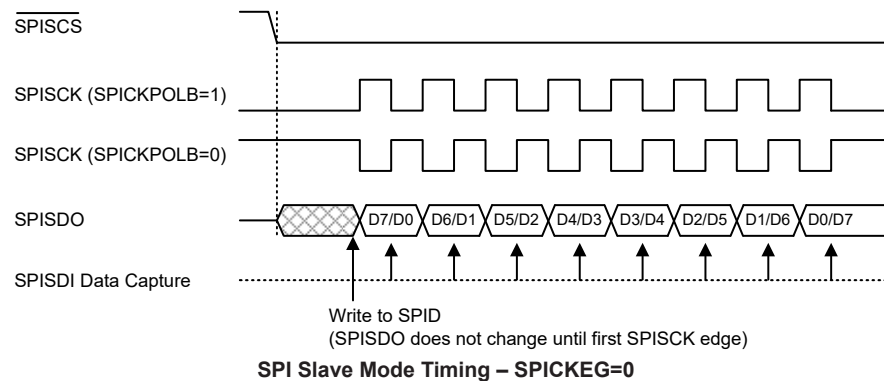 SPISCS
SPISCK (SPICKPOLB=1)
SPISCK (SPICKPOLB=0)
SPISDO
D7/D0 D6/D1 D5/D2 D4/D3 D3/D4 D2/D5 D1/D6 D0/D7
SPISDI Data Capture
Write to SPID
(SPISDO does not change until first SPISCK edge)
SPI Slave Mode Timing – SPICKEG=0